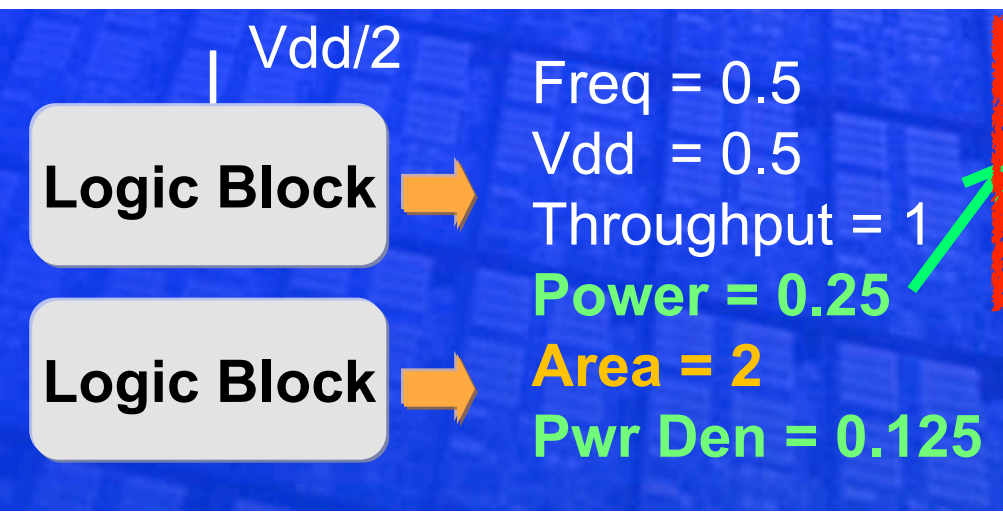 Vdd/2
Logic Block
Logic Block
Freq = 0.5
Vdd = 0.5
Throughput = 1
Power = 0.25
Area = 2
Pwr Den = 0.125